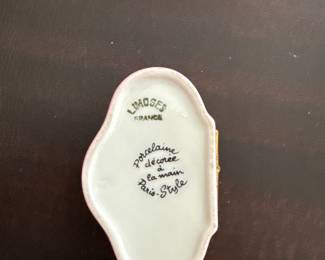 LIMOGES
FRANCE
Porcelaine
décorée
à
la main
Paris-Style